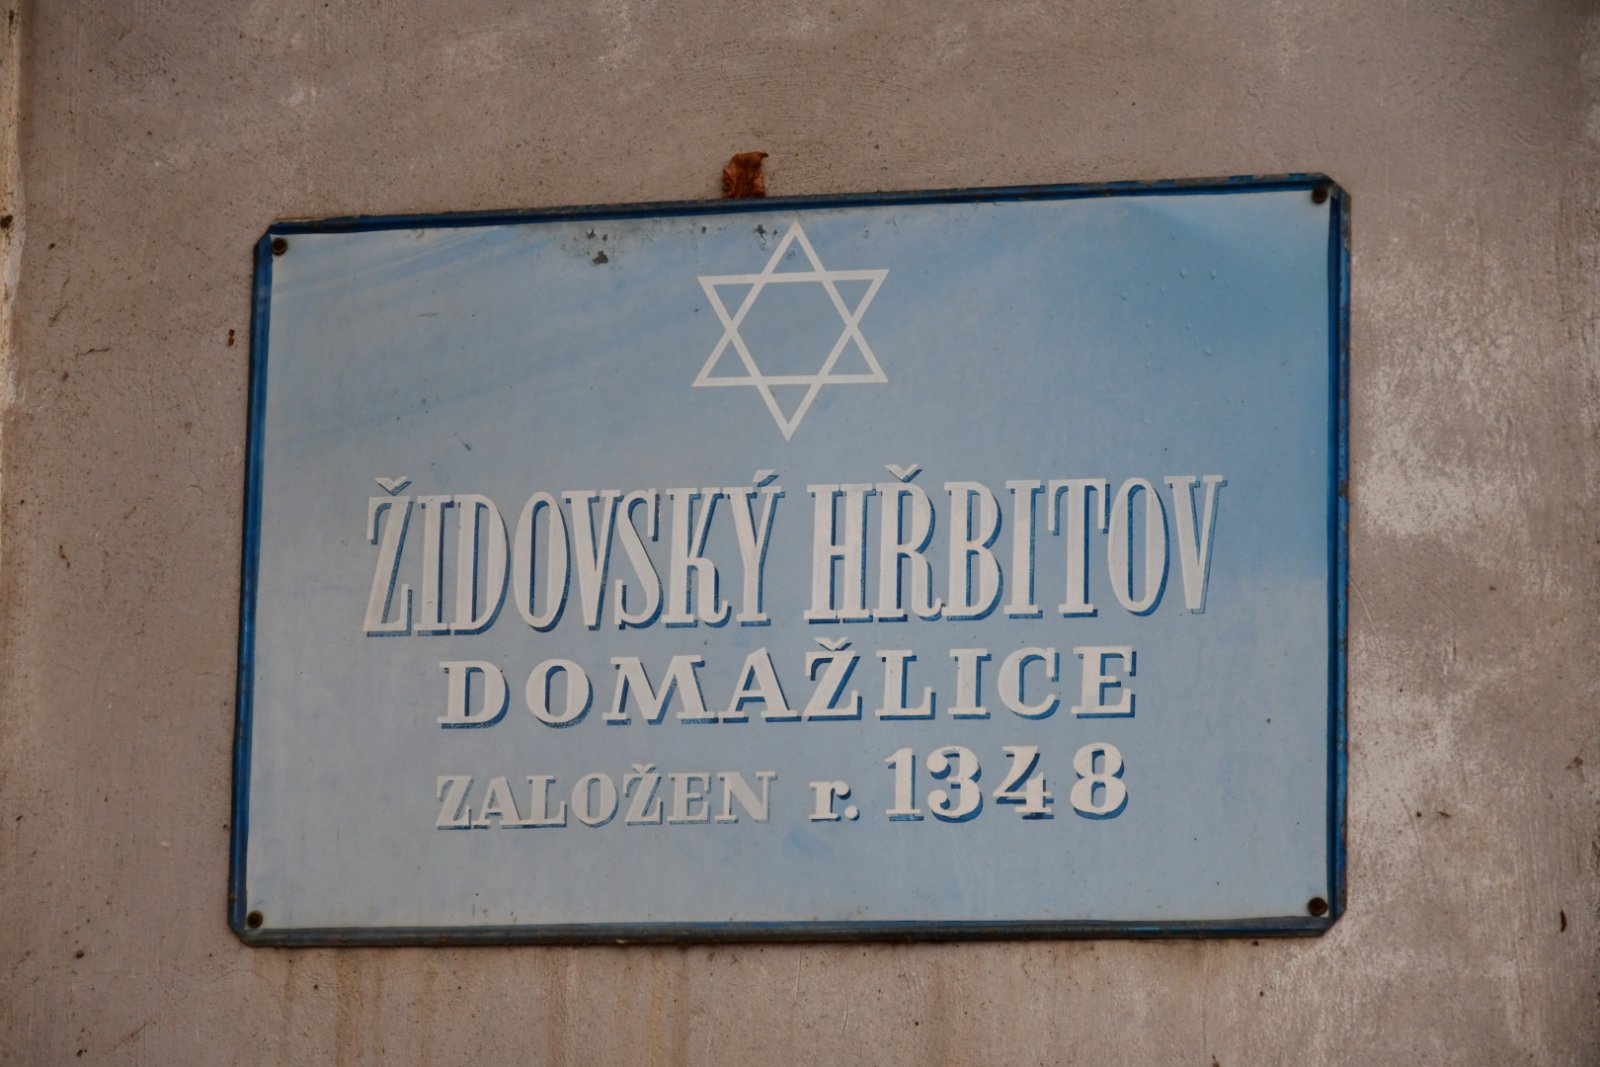 ŽIDOVSKÝ HŘBITOV
DOMAŽLICE
ZALOŽEN r. 1348